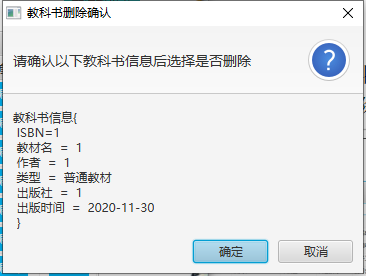 教科书删除确认
请确认以下教科书信息后选择是否删除
教科书信息{
ISBN=1
教材名 = 1
作者 = 1
类型 = 普通教材
出版社 = 1
出版时间 = 2020-11-30
}
确定
取消